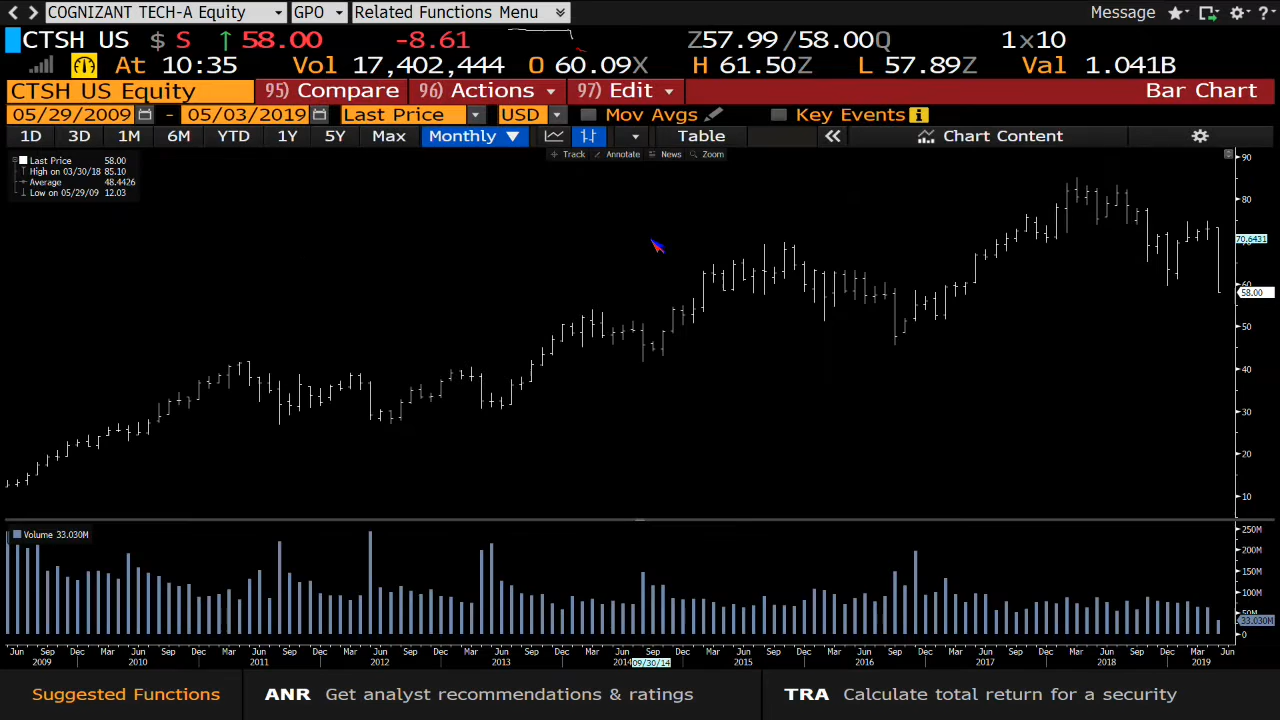 COGNIZANT TECH-A Equity GPO Related Functions Menu Message
CTSH US $ S ↑ 58.00 -8.61 Z57.99/58.00Q 1x10
At 10:35 Vol 17,402,444 O 60.09X H 61.50Z L 57.89Z Val 1.041B
CTSH US Equity 95) Compare 96) Actions 97) Edit Bar Chart
05/29/2009 - 05/03/2019 Last Price USD Mov Avgs Key Events
1D 3D 1M 6M YTD 1Y 5Y Max Monthly ▼ Table Chart Content
Track Annotate News Zoom
Last Price 58.00
High on 03/30/18 85.10
Average 48.4426
Low on 05/29/09 12.03
90
80
70.6431
60
58.00
50
40
30
20
10
Volume 33.030M
250M
200M
150M
100M
50M
33.030M
0
Jun Sep Dec Mar Jun Sep Dec Mar Jun Sep Dec Mar Jun Sep Dec Mar Jun Sep Dec Mar Jun Sep Dec Mar Jun Sep Dec Mar Jun Sep Dec Mar Jun Sep Dec Mar Jun Sep Dec Mar Jun
2009 2010 2011 2012 2013 2014 09/30/14 2015 2016 2017 2018 2019
Suggested Functions ANR Get analyst recommendations & ratings TRA Calculate total return for a security